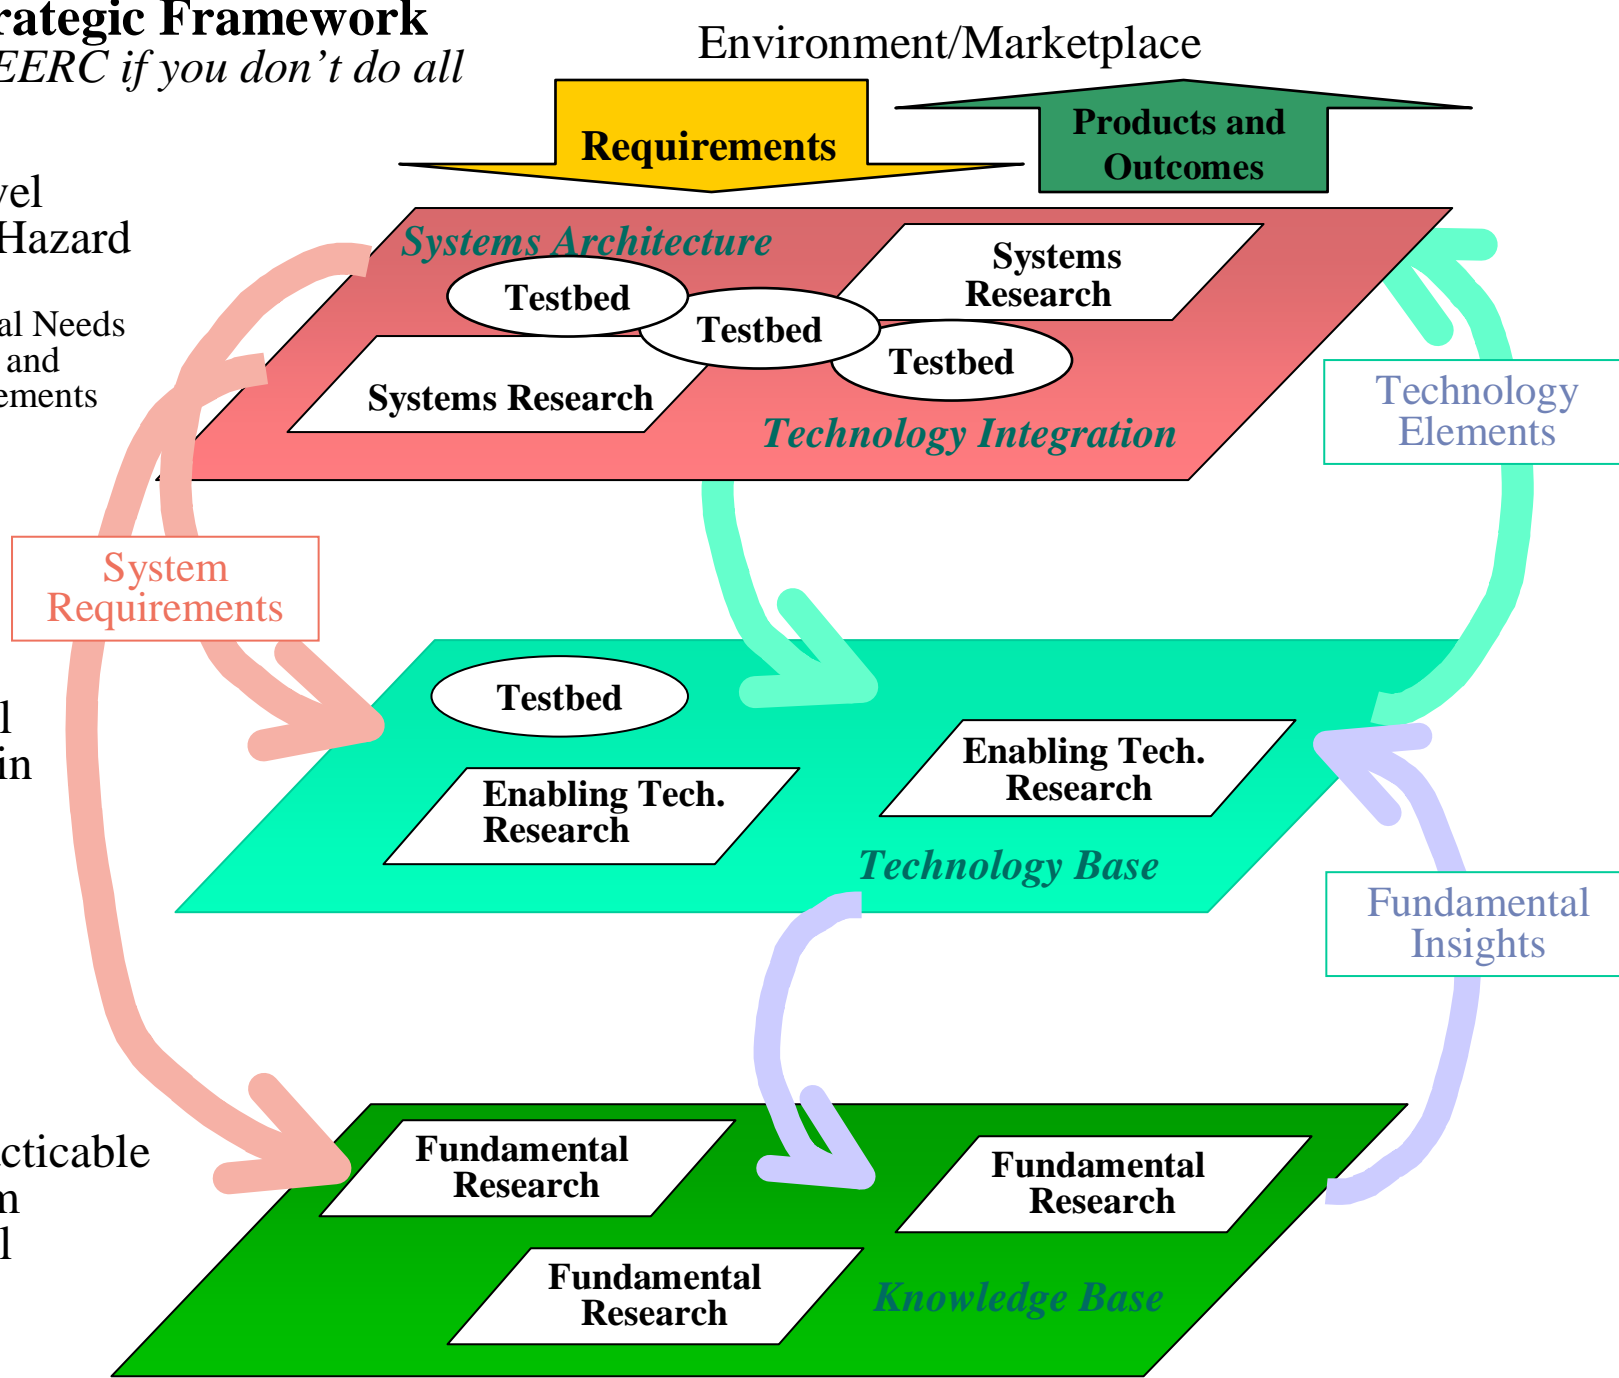 rategic Framework
EERC if you don't do all
Environment/Marketplace
Requirements
Products and
Outcomes
vel
Hazard
al Needs
and
ements
Systems Architecture
Systems
Research
Testbed
Testbed
Testbed
Systems Research
Technology Integration
Technology
Elements
System
Requirements
l
in
Testbed
Enabling Tech.
Research
Enabling Tech.
Research
Technology Base
Fundamental
Insights
cticable
m
l
Fundamental
Research
Fundamental
Research
Fundamental
Research
Knowledge Base